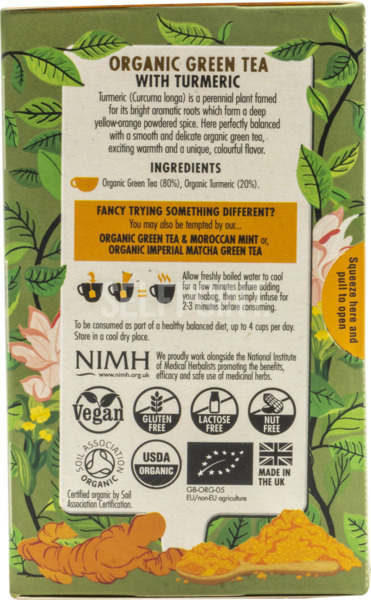 ORGANIC GREEN TEA
WITH TURMERIC
Turmeric (Curcuma longa) is a perennial plant famed
for its bright aromatic roots which form a deep
yellow-orange powdered spice. Here perfectly balanced
with a smooth and delicate organic green tea,
exciting warmth and a unique, colourful flavor.
INGREDIENTS
Organic Green Tea (80%), Organic Turmeric (20%).
FANCY TRYING SOMETHING DIFFERENT?
You may also be tempted by our...
ORGANIC GREEN TEA & MOROCCAN MINT or,
ORGANIC IMPERIAL MATCHA GREEN TEA
Squeeze here and
pull to open
Allow freshly boiled water to cool
for a few minutes before adding
your teabag, then simply infuse for
2-3 minutes before consuming.
To be consumed as part of a healthy balanced diet, up to 4 cups per day.
Store in a cool dry place.
NIMH
www.nimh.org.uk
We proudly work alongside the National Institute
of Medical Herbalists promoting the benefits,
efficacy and safe use of medicinal herbs.
Vegan
GLUTEN
FREE
LACTOSE
FREE
NUT
FREE
SOIL ASSOCIATION
ORGANIC
USDA
ORGANIC
MADE IN
THE UK
Certified organic by Soil
Association Certification.
GB-ORG-05
EU/non-EU agriculture